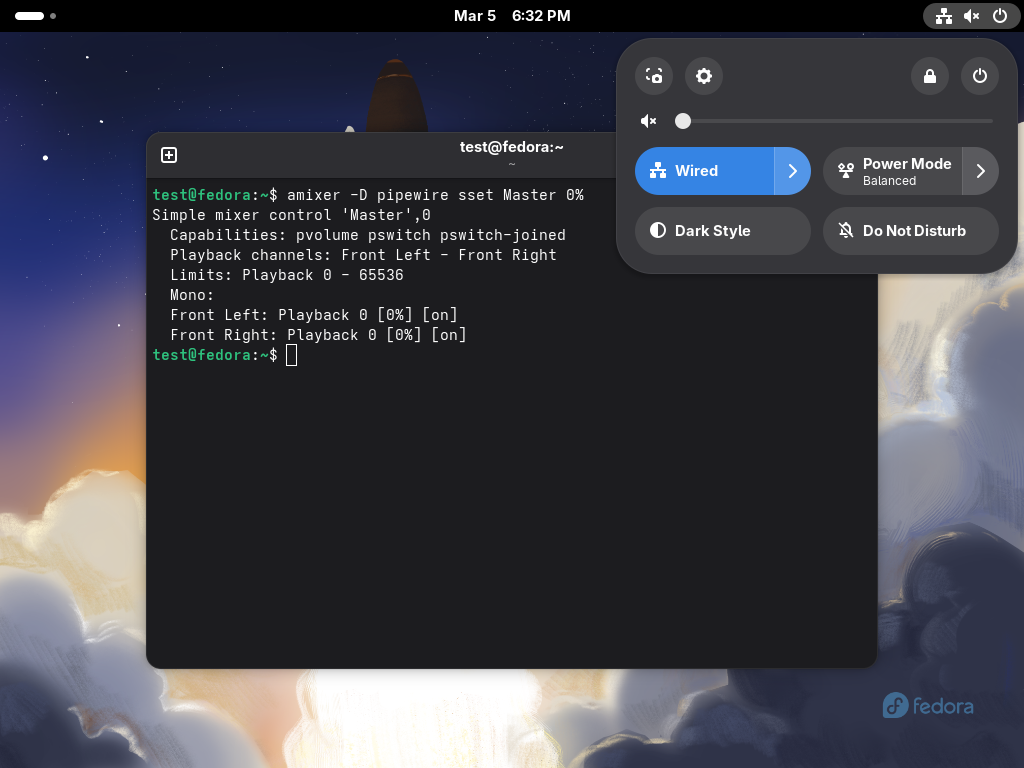 Mar 5 6:32 PM
test@fedora:~
~
test@fedora:~$ amixer -D pipewire sset Master 0%
Simple mixer control 'Master',0
  Capabilities: pvolume pswitch pswitch-joined
  Playback channels: Front Left - Front Right
  Limits: Playback 0 - 65536
  Mono:
  Front Left: Playback 0 [0%] [on]
  Front Right: Playback 0 [0%] [on]
test@fedora:~$
Wired
Power Mode
Balanced
Dark Style
Do Not Disturb
fedora